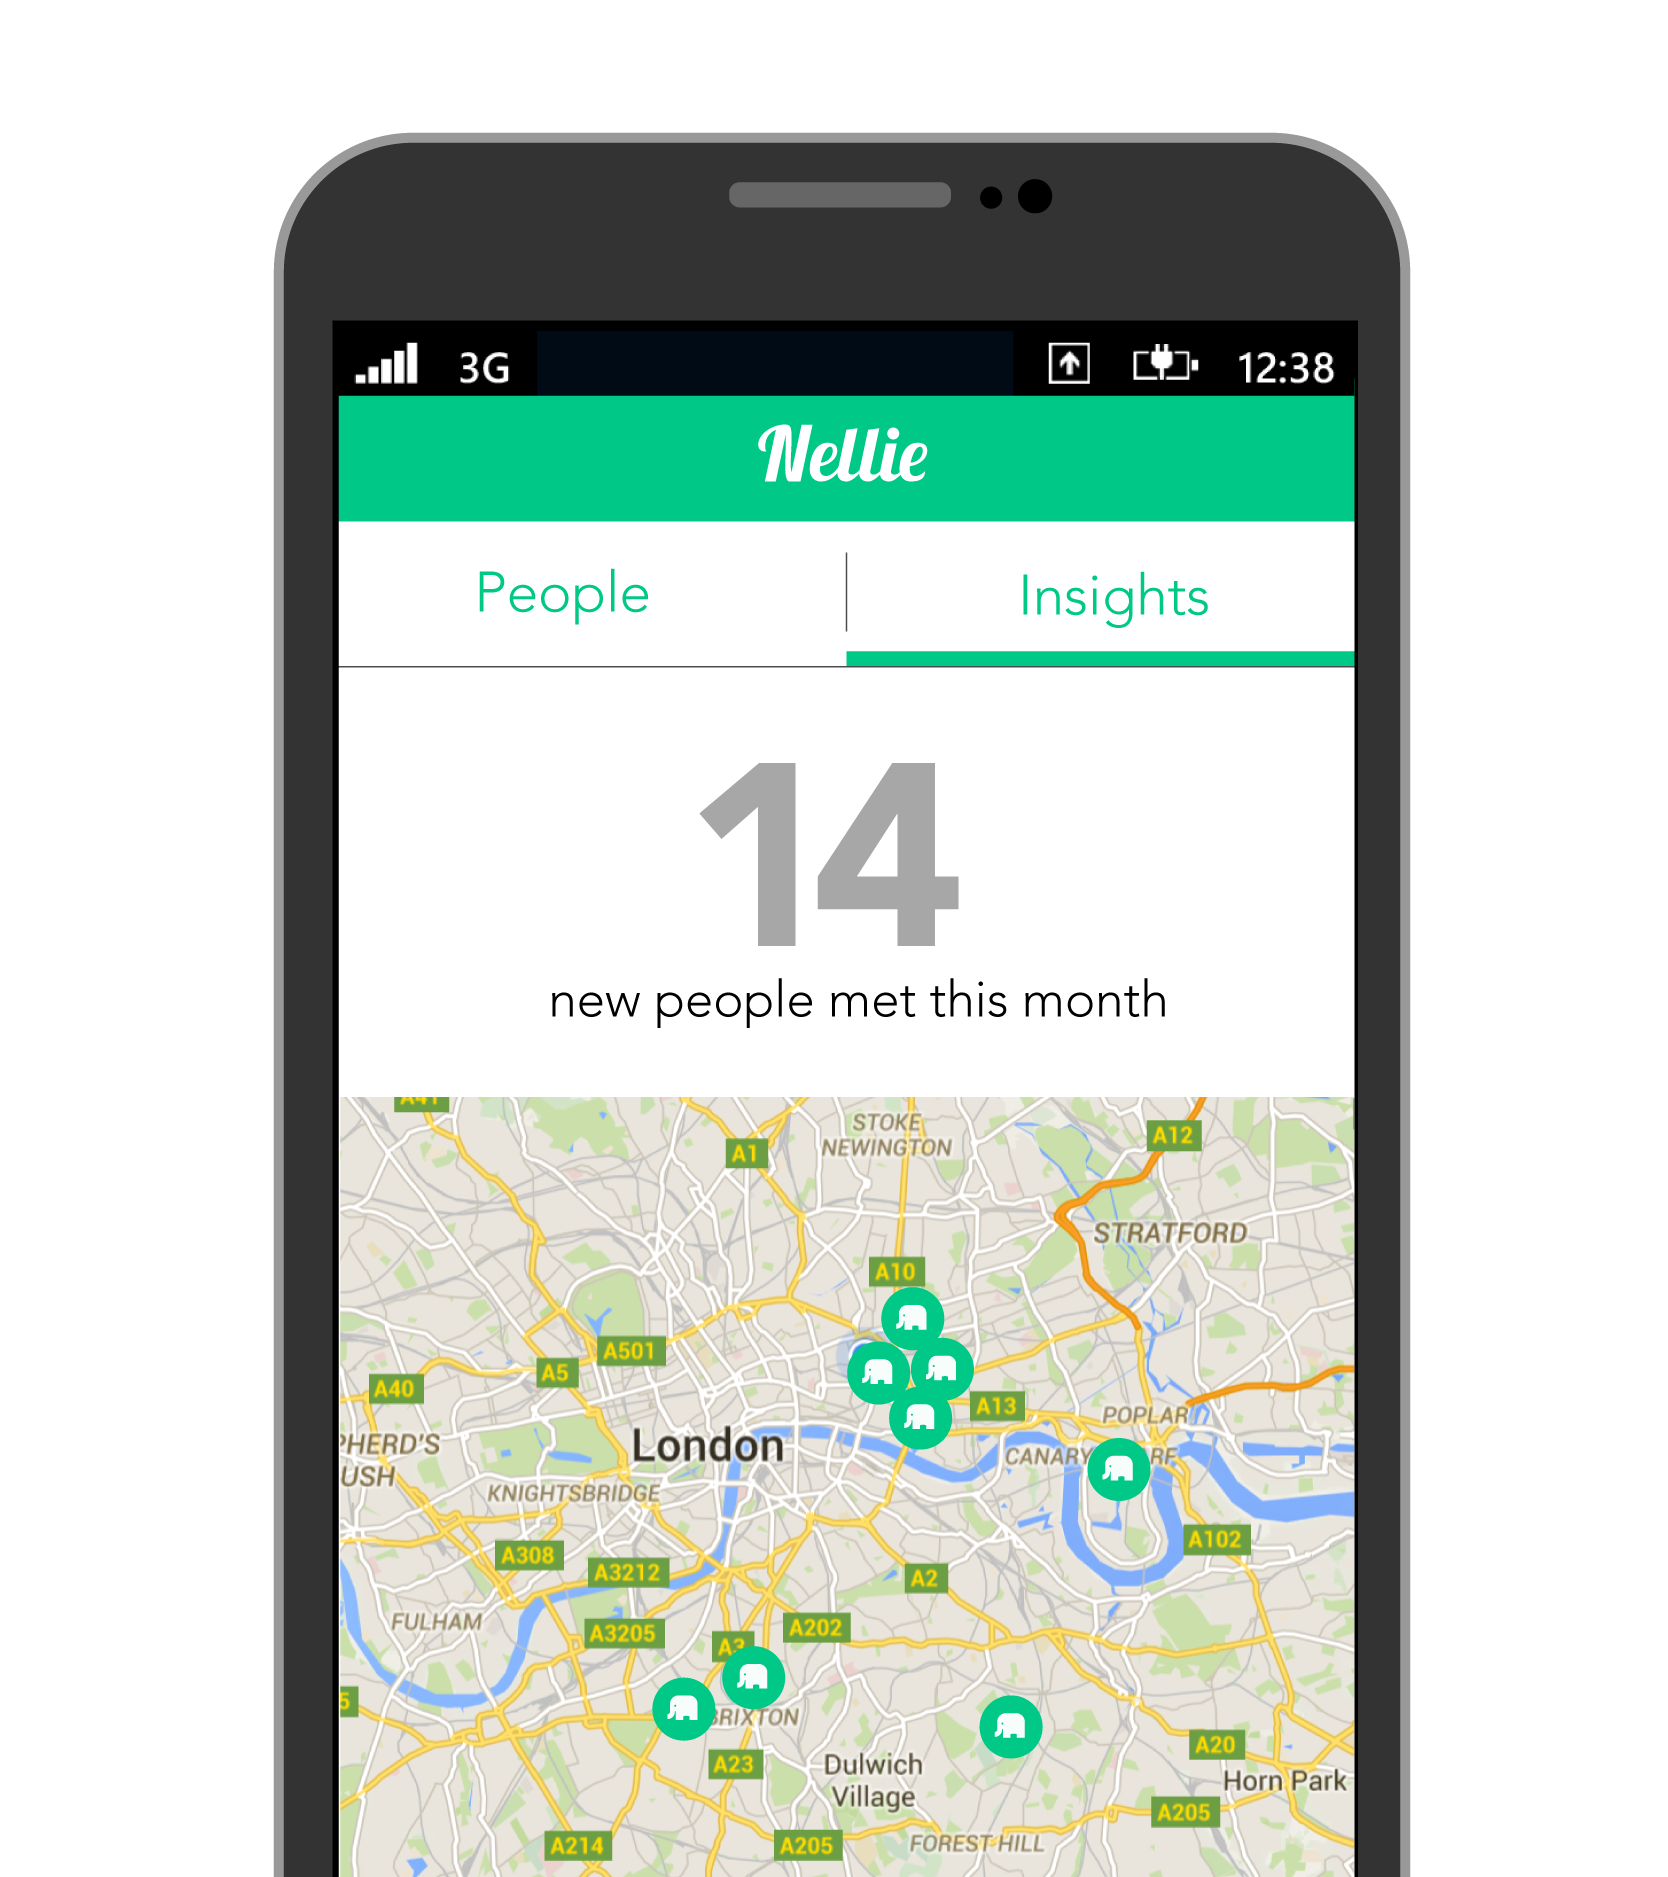 3G
12:38
Nellie
People
Insights
14
new people met this month
A41
STOKE
NEWINGTON
A12
A1
STRATFORD
A10
A501
A5
A40
A13
POPLAR
PHERD'S
USH
London
CANARY
RF
KNIGHTSBRIDGE
A102
A308
A3212
A2
FULHAM
A3205
A202
A3
5
BRIXTON
A20
A23
Dulwich
Village
Horn Park
A205
A214
A205
FOREST HILL